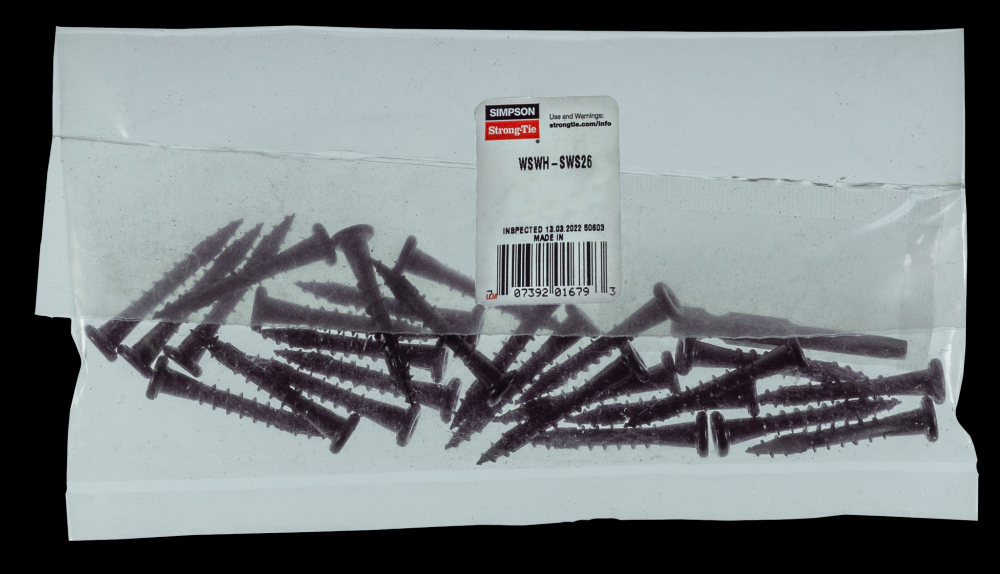 SIMPSON
Strong-Tie
Use and Warnings:
strongtie.com/info
WSWH-SWS26
INSPECTED 13.03.2022 50603
MADE IN
7 07392 01679 3